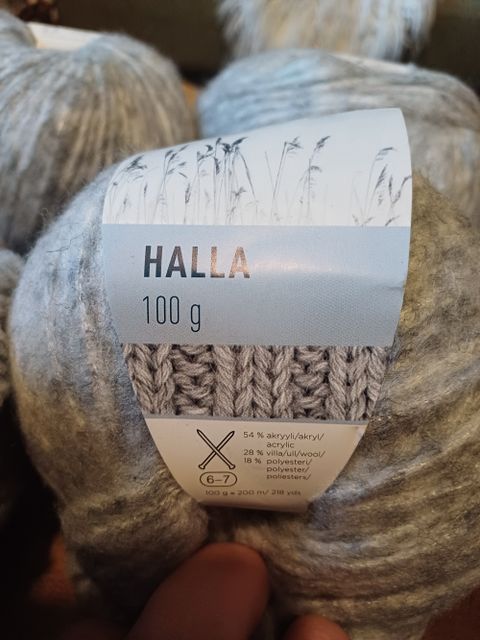 HALLA
100 g
54 % akryyli/akryl/
acrylic
28 % villa/ull/wool/
18 % polyesteri/
polyester/
poliesters/
6–7
100 g = 200 m/ 218 yds